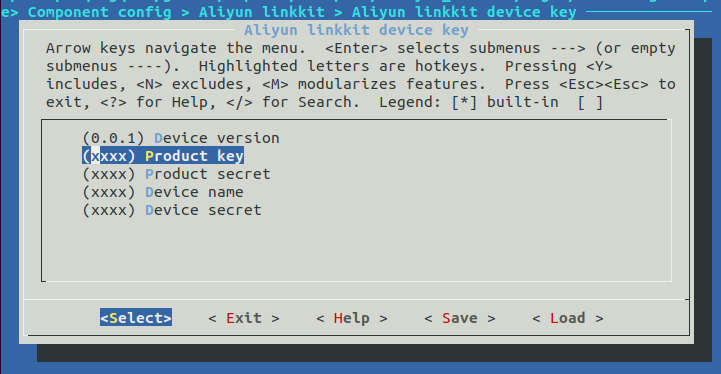 e> Component config > Aliyun linkkit > Aliyun linkkit device key
Aliyun linkkit device key
Arrow keys navigate the menu.  <Enter> selects submenus ---> (or empty
submenus ----).  Highlighted letters are hotkeys.  Pressing <Y>
includes, <N> excludes, <M> modularizes features.  Press <Esc><Esc> to
exit, <?> for Help, </> for Search.  Legend: [*] built-in  [ ]
(0.0.1) Device version
(xxxx) Product key
(xxxx) Product secret
(xxxx) Device name
(xxxx) Device secret
<Select>    < Exit >    < Help >    < Save >    < Load >